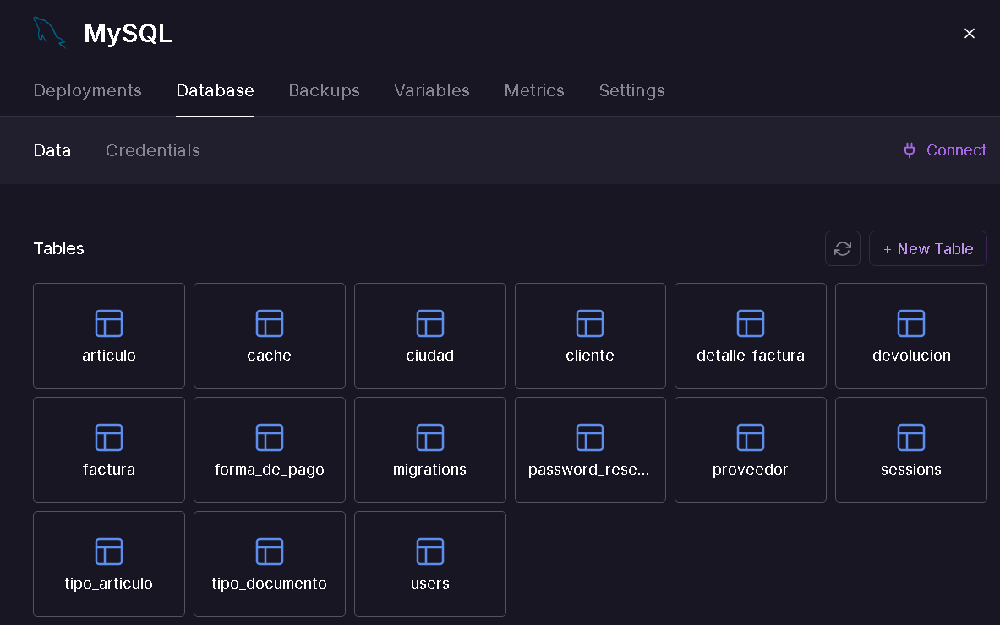 MySQL
Deployments Database Backups Variables Metrics Settings
Data Credentials Connect
Tables + New Table
articulo cache ciudad cliente detalle_factura devolucion
factura forma_de_pago migrations password_rese... proveedor sessions
tipo_articulo tipo_documento users